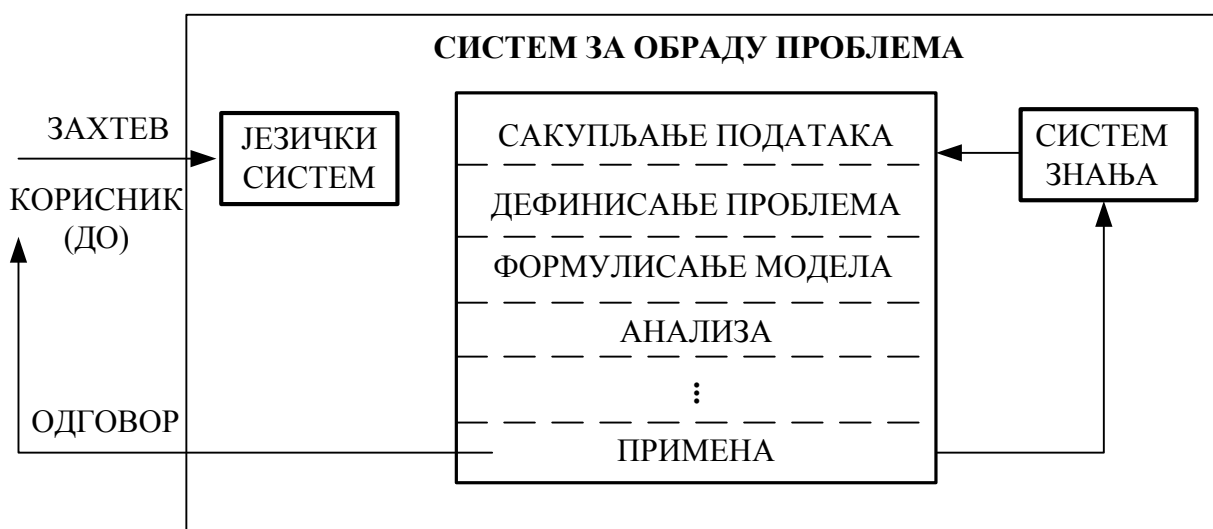 СИСТЕМ ЗА ОБРАДУ ПРОБЛЕМА
ЗАХТЕВ
КОРИСНИК
(ДО)
ОДГОВОР
ЈЕЗИЧКИ
СИСТЕМ
САКУПЉАЊЕ ПОДАТАКА
ДЕФИНИСАЊЕ ПРОБЛЕМА
ФОРМУЛИСАЊЕ МОДЕЛА
АНАЛИЗА
⋮
ПРИМЕНА
СИСТЕМ
ЗНАЊА